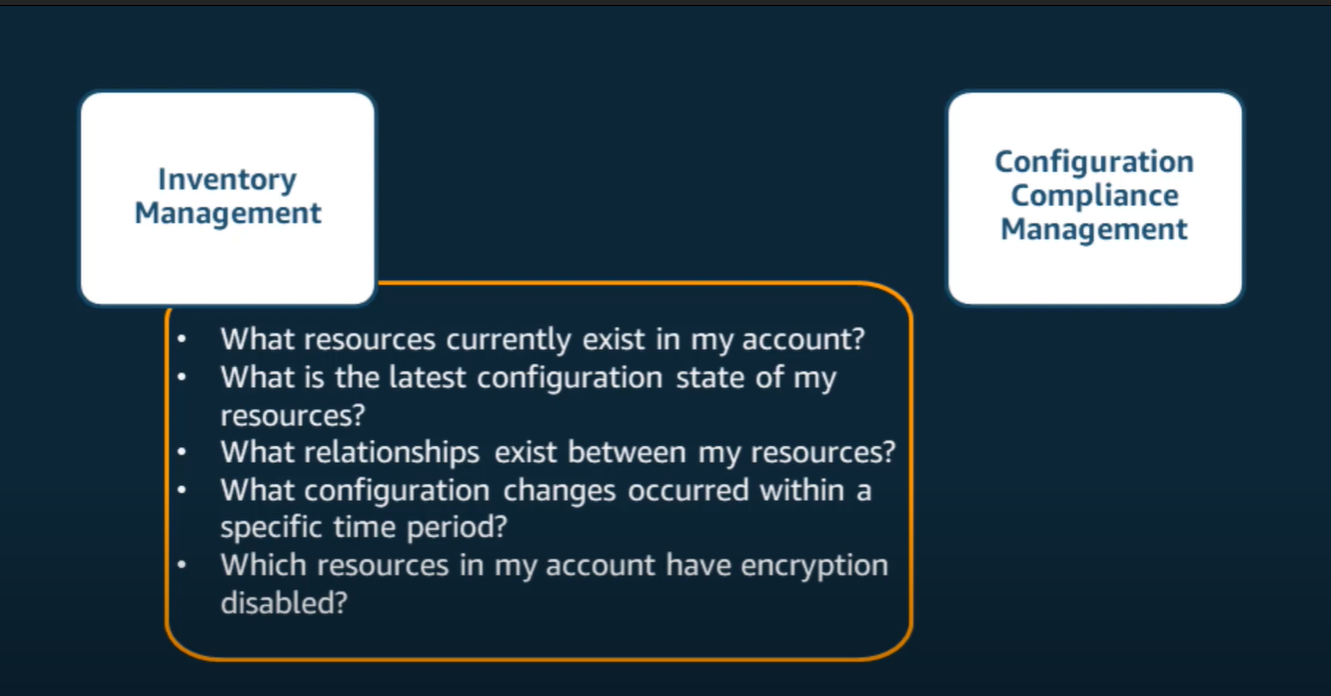 Inventory
Management
Configuration
Compliance
Management
• What resources currently exist in my account?
• What is the latest configuration state of my
resources?
• What relationships exist between my resources?
• What configuration changes occurred within a
specific time period?
• Which resources in my account have encryption
disabled?